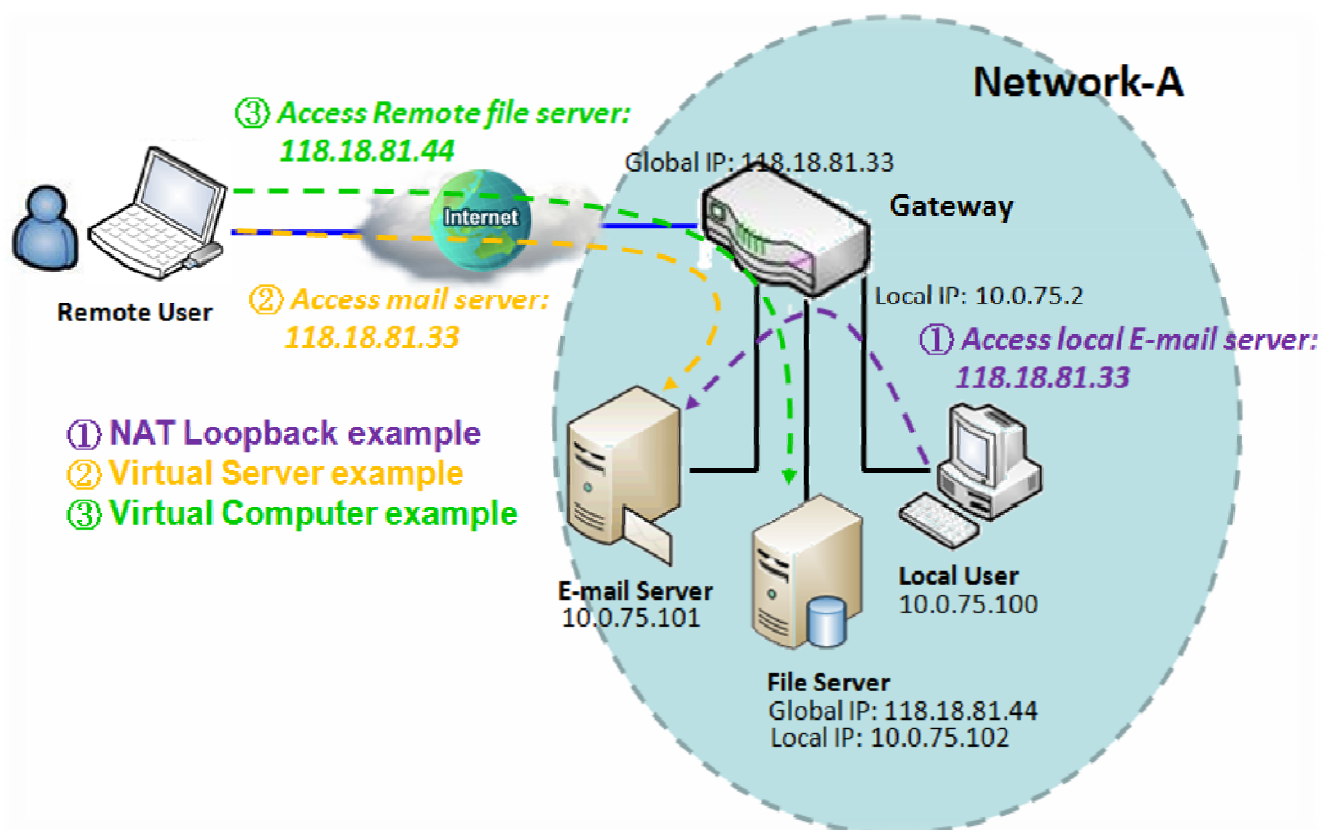 Network-A
③ Access Remote file server:
118.18.81.44
Global IP: 118.18.81.33
Gateway
Internet
Remote User
② Access mail server:
118.18.81.33
Local IP: 10.0.75.2
① Access local E-mail server:
118.18.81.33
① NAT Loopback example
② Virtual Server example
③ Virtual Computer example
E-mail Server
10.0.75.101
Local User
10.0.75.100
File Server
Global IP: 118.18.81.44
Local IP: 10.0.75.102